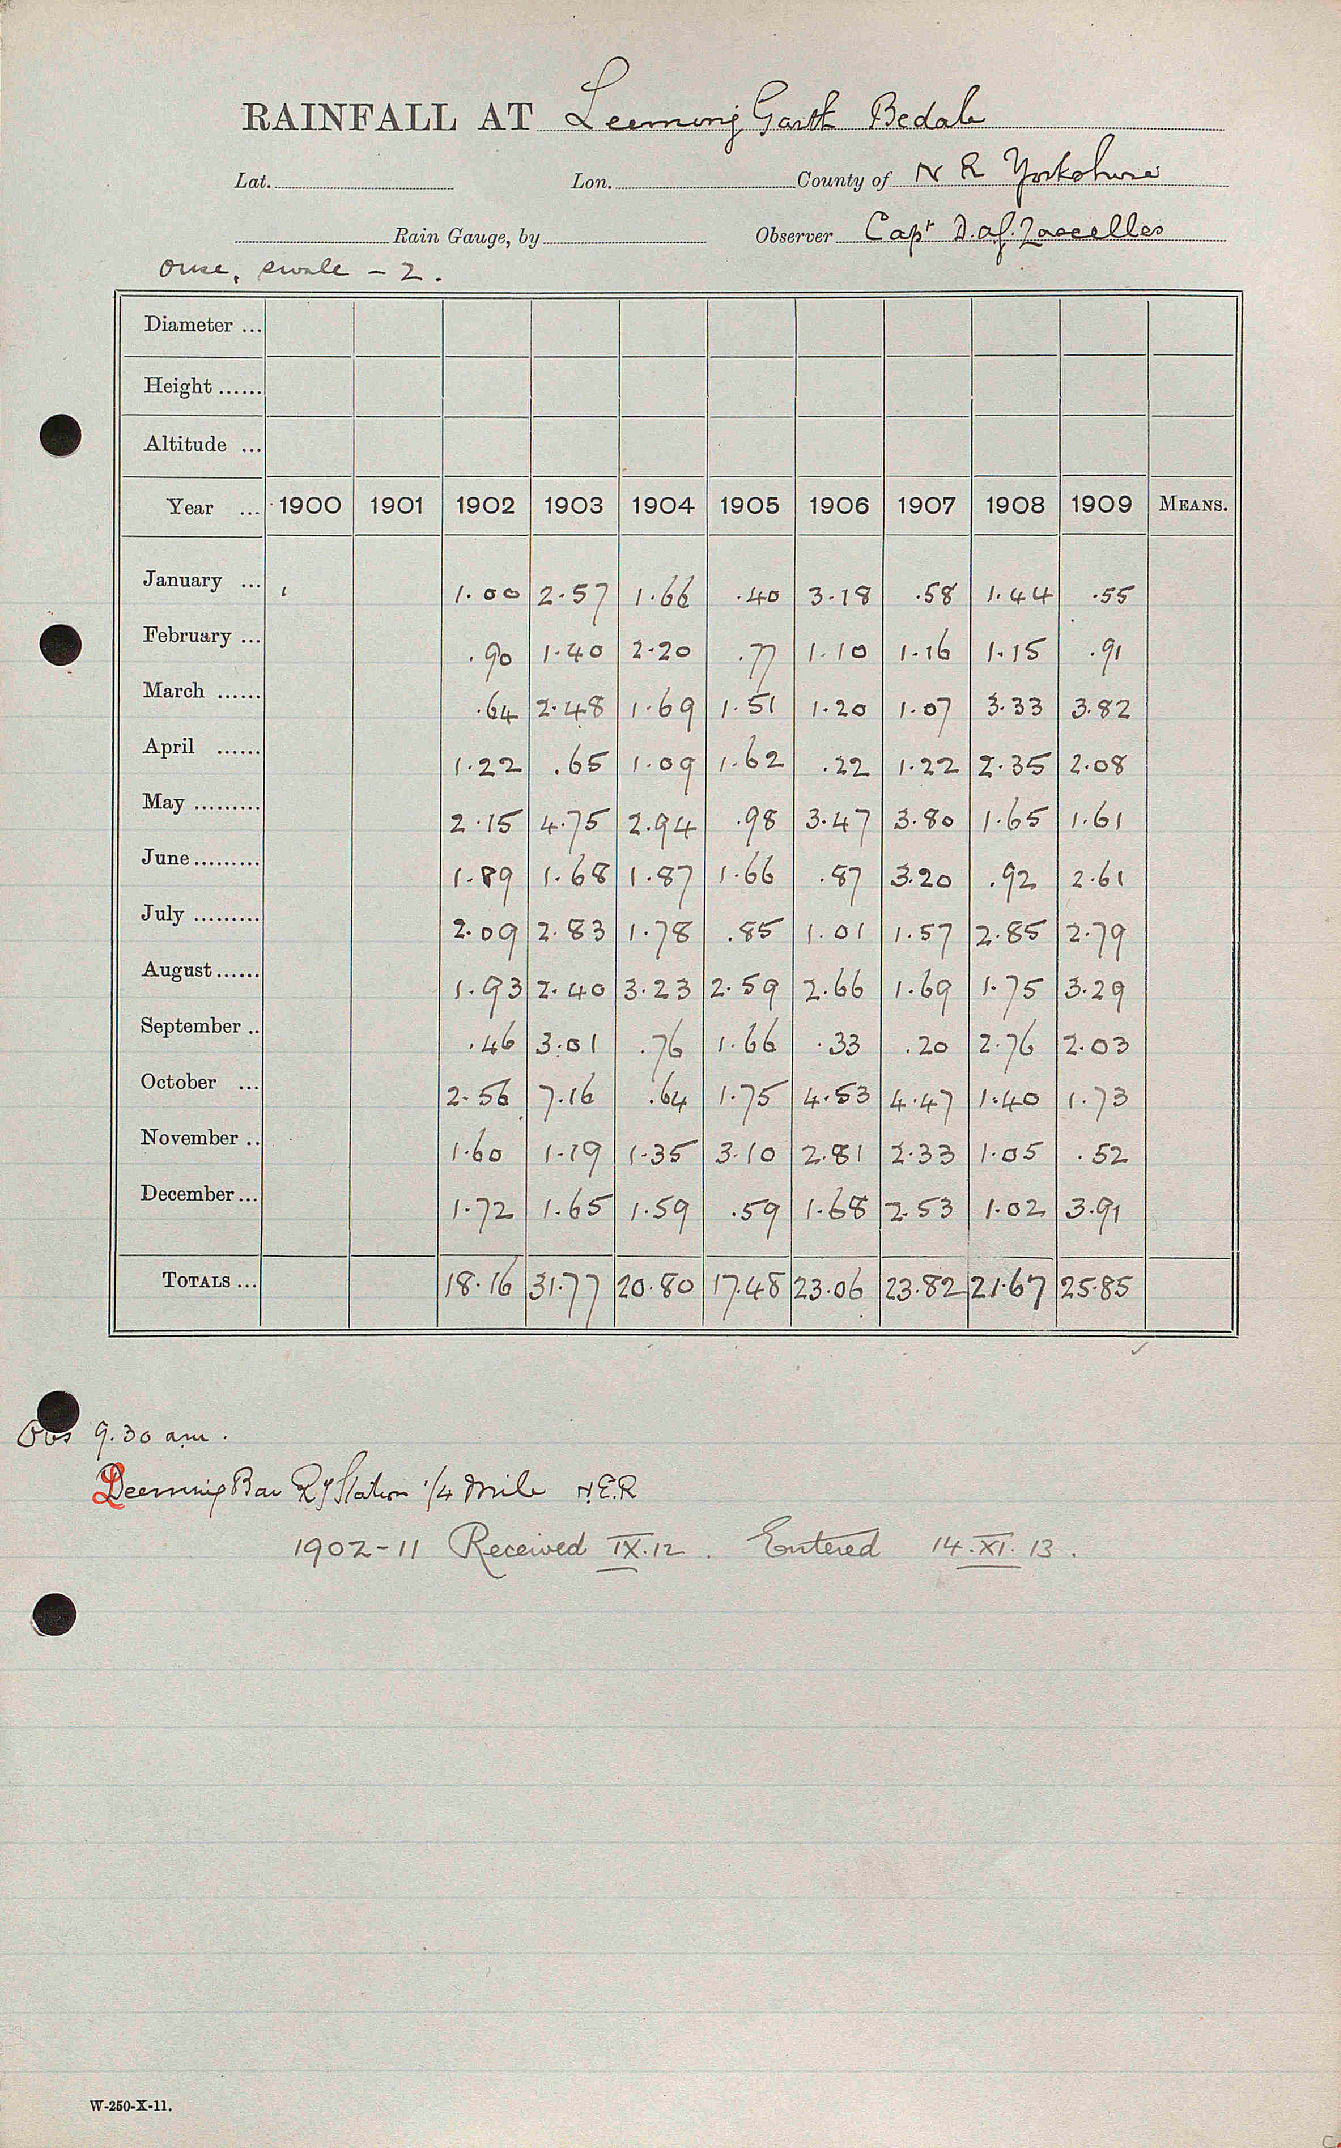 RAINFALL AT Leeming Garth Bedale
Lat. Lon. County of N R Yorkshire
Rain Gauge, by Observer Capt D.af. Lascelles
Ouse, Swale - 2.
Diameter ...
Height ......
Altitude ...
Year ... 1900 1901 1902 1903 1904 1905 1906 1907 1908 1909 MEANS.
January ... 1.00 2.57 1.66 .40 3.18 .58 1.44 .55
February ... .90 1.40 2.20 .77 1.10 1.16 1.15 .91
March ...... .64 2.48 1.69 1.51 1.20 1.07 3.33 3.82
April ...... 1.22 .65 1.09 1.62 .22 1.22 2.35 2.08
May ......... 2.15 4.75 2.94 .98 3.47 3.80 1.65 1.61
June......... 1.89 1.68 1.87 1.66 .87 3.20 .92 2.61
July ......... 2.09 2.83 1.78 .85 1.01 1.57 2.85 2.79
August...... 1.93 2.40 3.23 2.59 2.66 1.69 1.75 3.29
September .. .46 3.01 .76 1.66 .33 .20 2.76 2.03
October ... 2.56 7.16 .64 1.75 4.53 4.47 1.40 1.73
November .. 1.60 1.19 1.35 3.10 2.81 2.33 1.05 .52
December... 1.72 1.65 1.59 .59 1.68 2.53 1.02 3.91
TOTALS ... 18.16 31.77 20.80 17.48 23.06 23.82 21.67 25.85
Obs 9.30 am.
Leeming Bar Ry Station 1/4 Mile N.E.R
1902-11 Received IX.12. Entered 14.XI.13.
W-250-X-11.